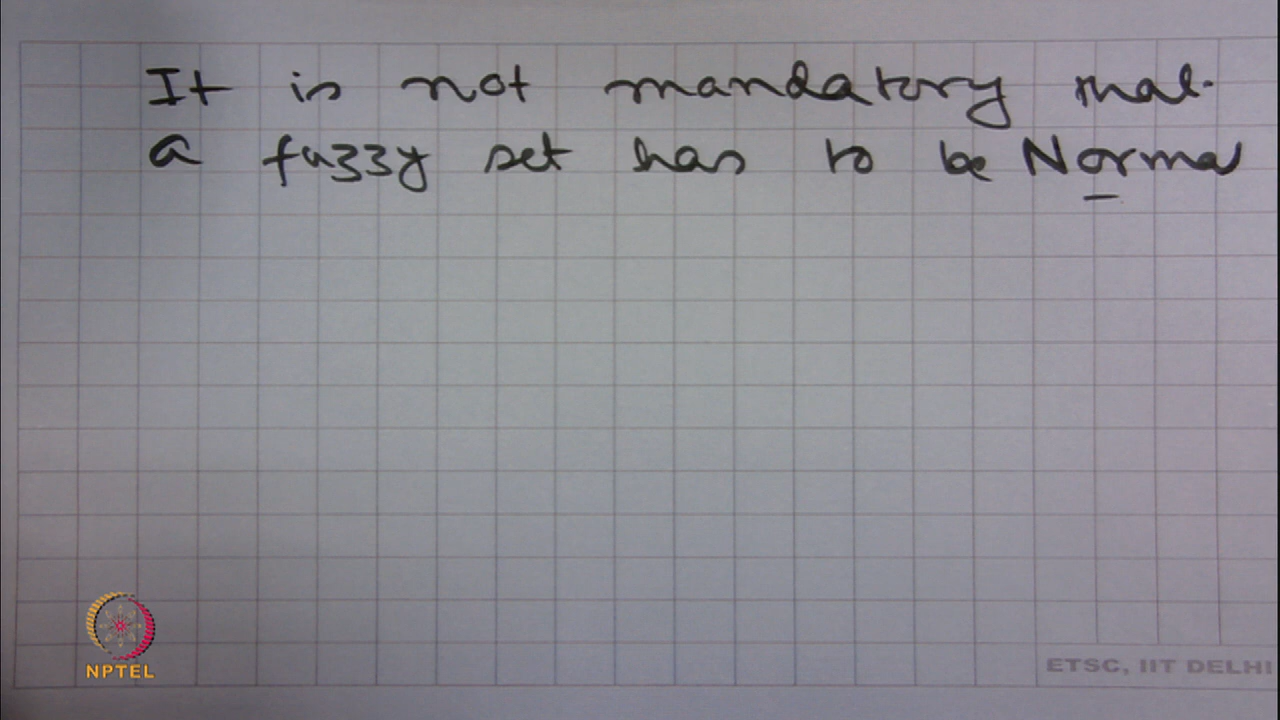 It is not mandatory that
a fuzzy set has to be Normal
NPTEL
ETSC, IIT DELHI